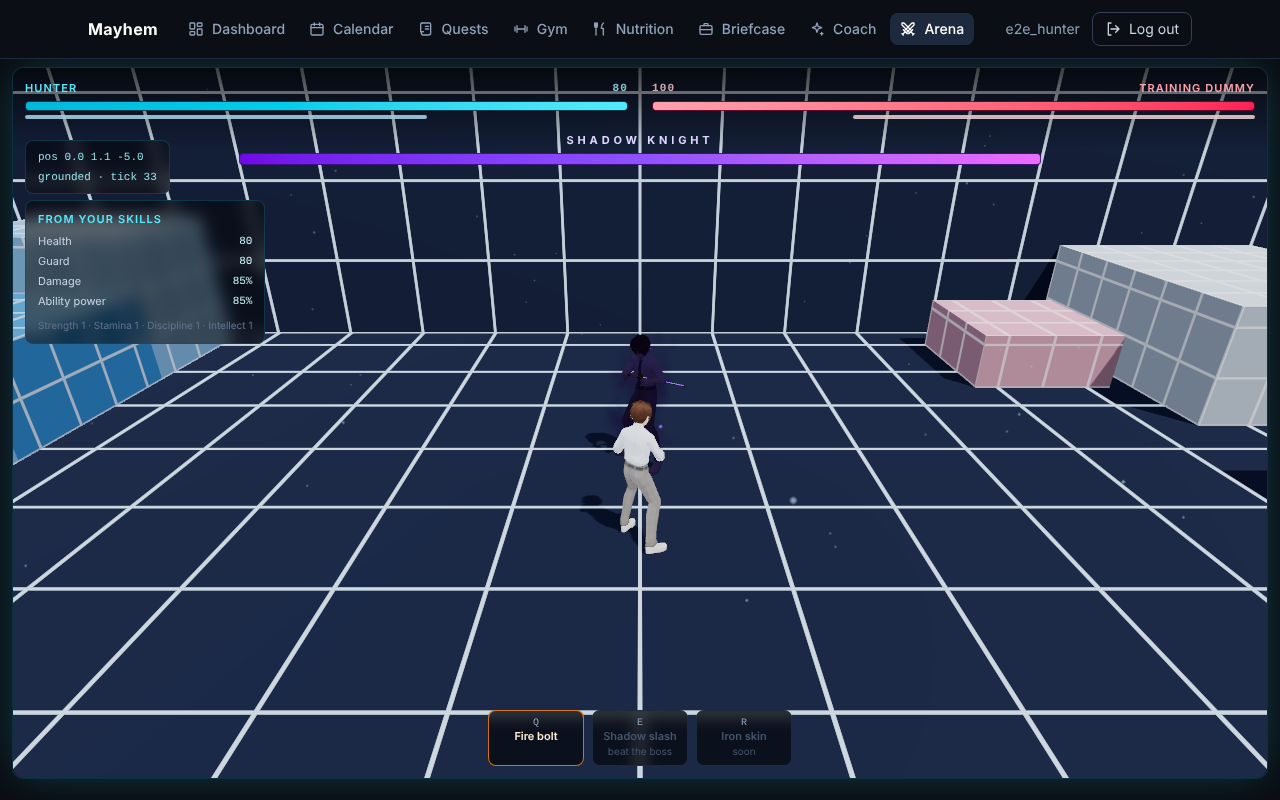 Mayhem
Dashboard
Calendar
Quests
Gym
Nutrition
Briefcase
Coach
Arena
e2e_hunter
Log out
HUNTER 80
100 TRAINING DUMMY
SHADOW KNIGHT
pos 0.0 1.1 -5.0
grounded · tick 33
FROM YOUR SKILLS
Health 80
Guard 80
Damage 85%
Ability power 85%
Strength 1 · Stamina 1 · Discipline 1 · Intellect 1
Q
Fire bolt
E
Shadow slash
beat the boss
R
Iron skin
soon